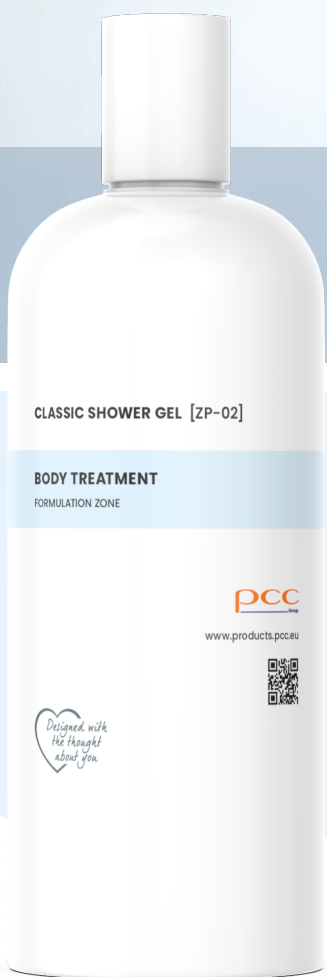 CLASSIC SHOWER GEL [ZP-02]
BODY TREATMENT
FORMULATION ZONE
pcc
Group
www.products.pcc.eu
Designed with
the thought
about you